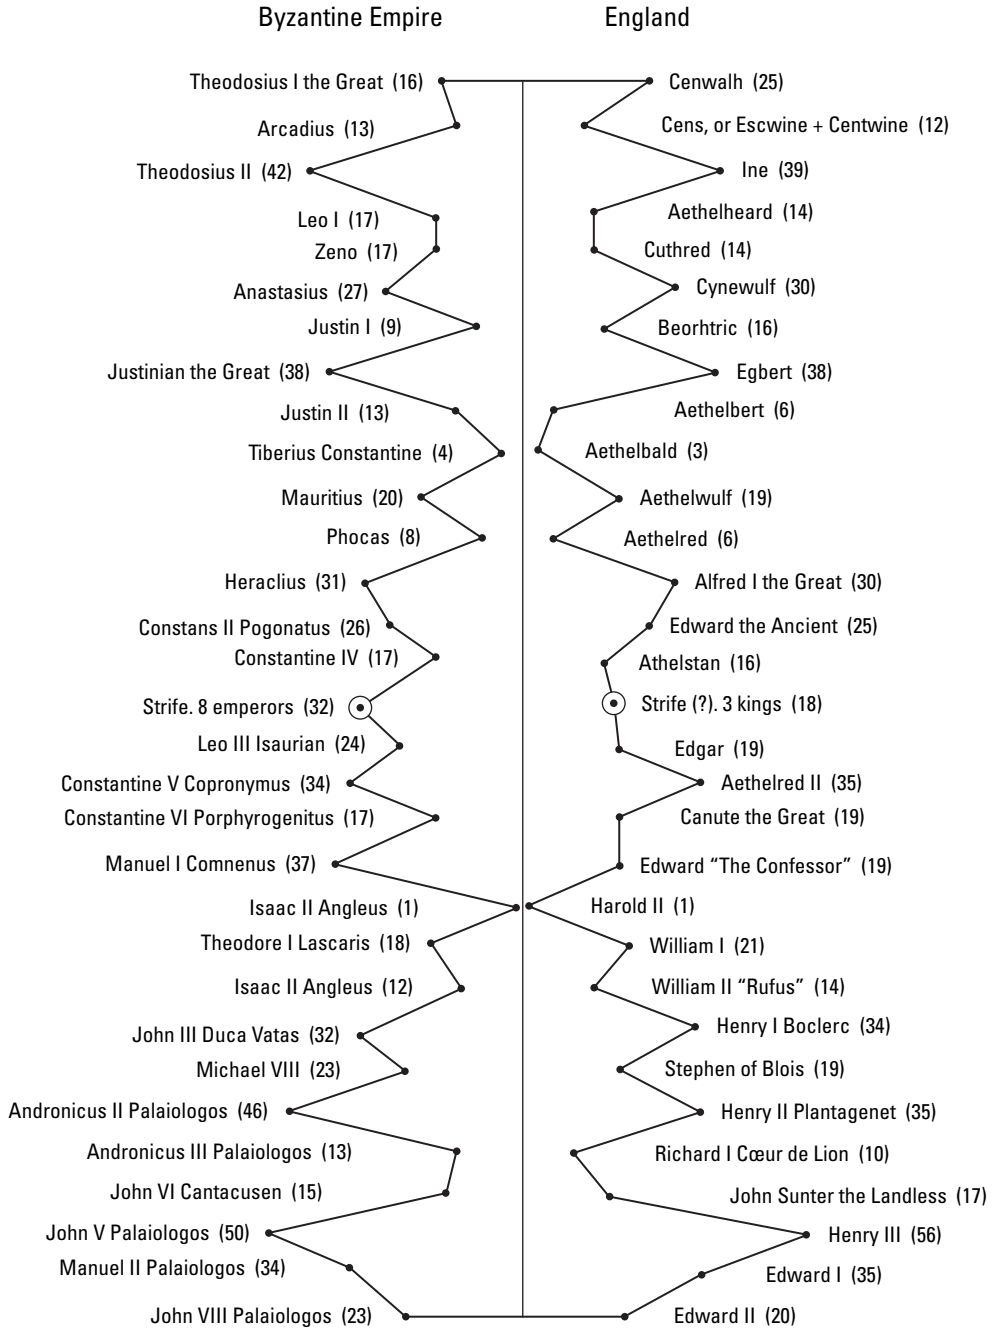 Byzantine Empire England
Theodosius I the Great (16) Cenwalh (25)
Arcadius (13) Cens, or Escwine + Centwine (12)
Theodosius II (42) Ine (39)
Leo I (17) Aethelheard (14)
Zeno (17) Cuthred (14)
Anastasius (27) Cynewulf (30)
Justin I (9) Beorhtric (16)
Justinian the Great (38) Egbert (38)
Justin II (13) Aethelbert (6)
Tiberius Constantine (4) Aethelbald (3)
Mauritius (20) Aethelwulf (19)
Phocas (8) Aethelred (6)
Heraclius (31) Alfred I the Great (30)
Constans II Pogonatus (26) Edward the Ancient (25)
Constantine IV (17) Athelstan (16)
Strife. 8 emperors (32) Strife (?). 3 kings (18)
Leo III Isaurian (24) Edgar (19)
Constantine V Copronymus (34) Aethelred II (35)
Constantine VI Porphyrogenitus (17) Canute the Great (19)
Manuel I Comnenus (37) Edward “The Confessor” (19)
Isaac II Angleus (1) Harold II (1)
Theodore I Lascaris (18) William I (21)
Isaac II Angleus (12) William II “Rufus” (14)
John III Duca Vatas (32) Henry I Boclerc (34)
Michael VIII (23) Stephen of Blois (19)
Andronicus II Palaiologos (46) Henry II Plantagenet (35)
Andronicus III Palaiologos (13) Richard I Cœur de Lion (10)
John VI Cantacusen (15) John Sunter the Landless (17)
John V Palaiologos (50) Henry III (56)
Manuel II Palaiologos (34) Edward I (35)
John VIII Palaiologos (23) Edward II (20)